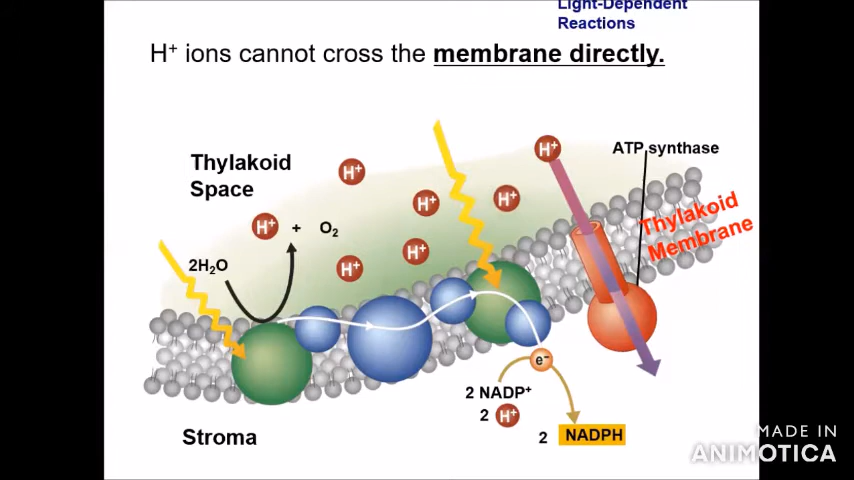 Light-Dependent
Reactions
H⁺ ions cannot cross the membrane directly.
Thylakoid
Space
H⁺
H⁺
H⁺
H⁺
H⁺
H⁺
H⁺ + O₂
2H₂O
ATP synthase
Thylakoid
Membrane
e⁻
2 NADP⁺
2 H⁺
2 NADPH
Stroma
MADE IN
ANIMOTICA